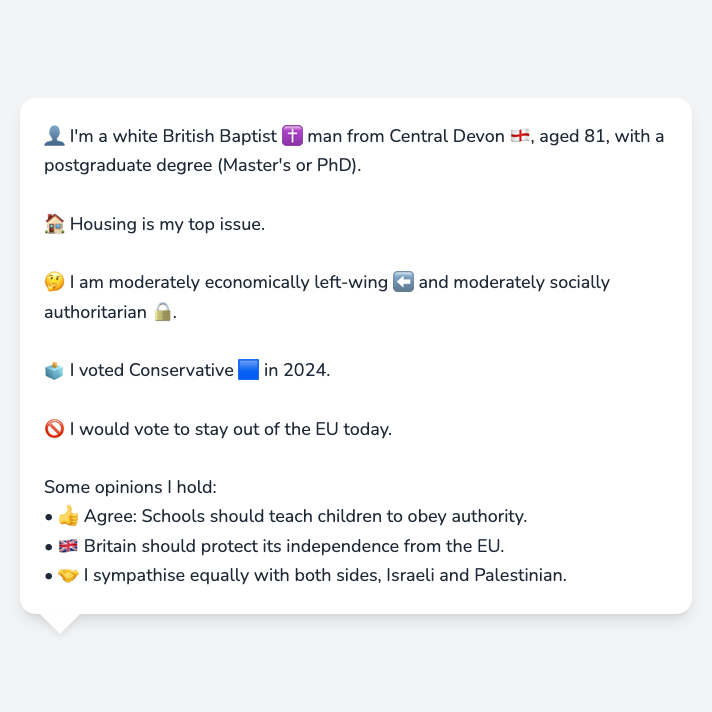 👤 I'm a white British Baptist ✝️ man from Central Devon 🏴󠁧󠁢󠁥󠁮󠁧󠁿, aged 81, with a
postgraduate degree (Master's or PhD).
🏠 Housing is my top issue.
🤔 I am moderately economically left-wing ⬅️ and moderately socially
authoritarian 🔒.
🗳️ I voted Conservative 🟦 in 2024.
🚫 I would vote to stay out of the EU today.
Some opinions I hold:
• 👍 Agree: Schools should teach children to obey authority.
• 🇬🇧 Britain should protect its independence from the EU.
• 🤝 I sympathise equally with both sides, Israeli and Palestinian.